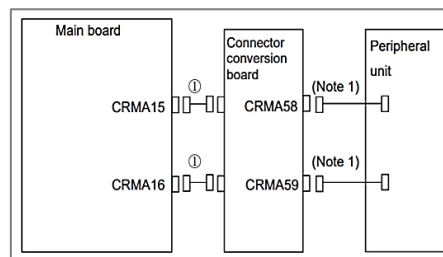 Main board
Connector
conversion
board
Peripheral
unit
①
(Note 1)
CRMA15
CRMA58
①
(Note 1)
CRMA16
CRMA59